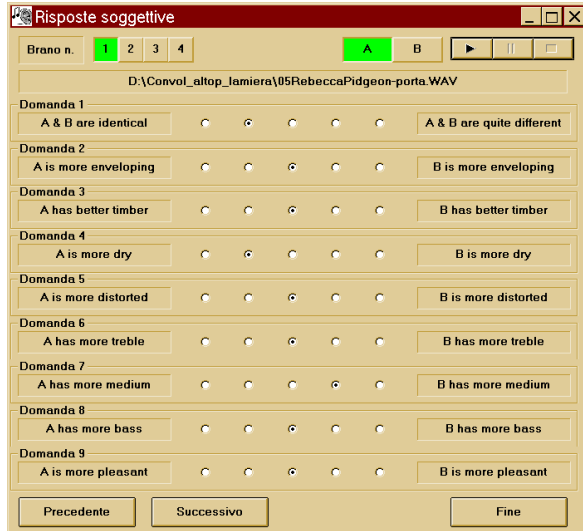 Risposte soggettive
Brano n. 1 2 3 4 A B
D:\Convol_altop_lamiera\05RebeccaPidgeon-porta.WAV
Domanda 1
A & B are identical A & B are quite different
Domanda 2
A is more enveloping B is more enveloping
Domanda 3
A has better timber B has better timber
Domanda 4
A is more dry B is more dry
Domanda 5
A is more distorted B is more distorted
Domanda 6
A has more treble B has more treble
Domanda 7
A has more medium B has more medium
Domanda 8
A has more bass B has more bass
Domanda 9
A is more pleasant B is more pleasant
Precedente Successivo Fine